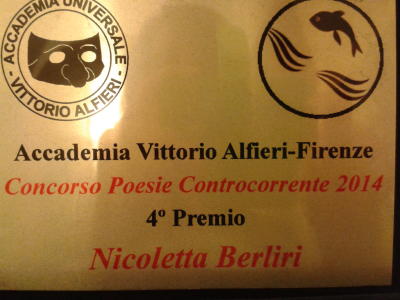 ACCADEMIA UNIVERSALE
- VITTORIO ALFIERI -
Accademia Vittorio Alfieri-Firenze
Concorso Poesie Controcorrente 2014
4º Premio
Nicoletta Berliri